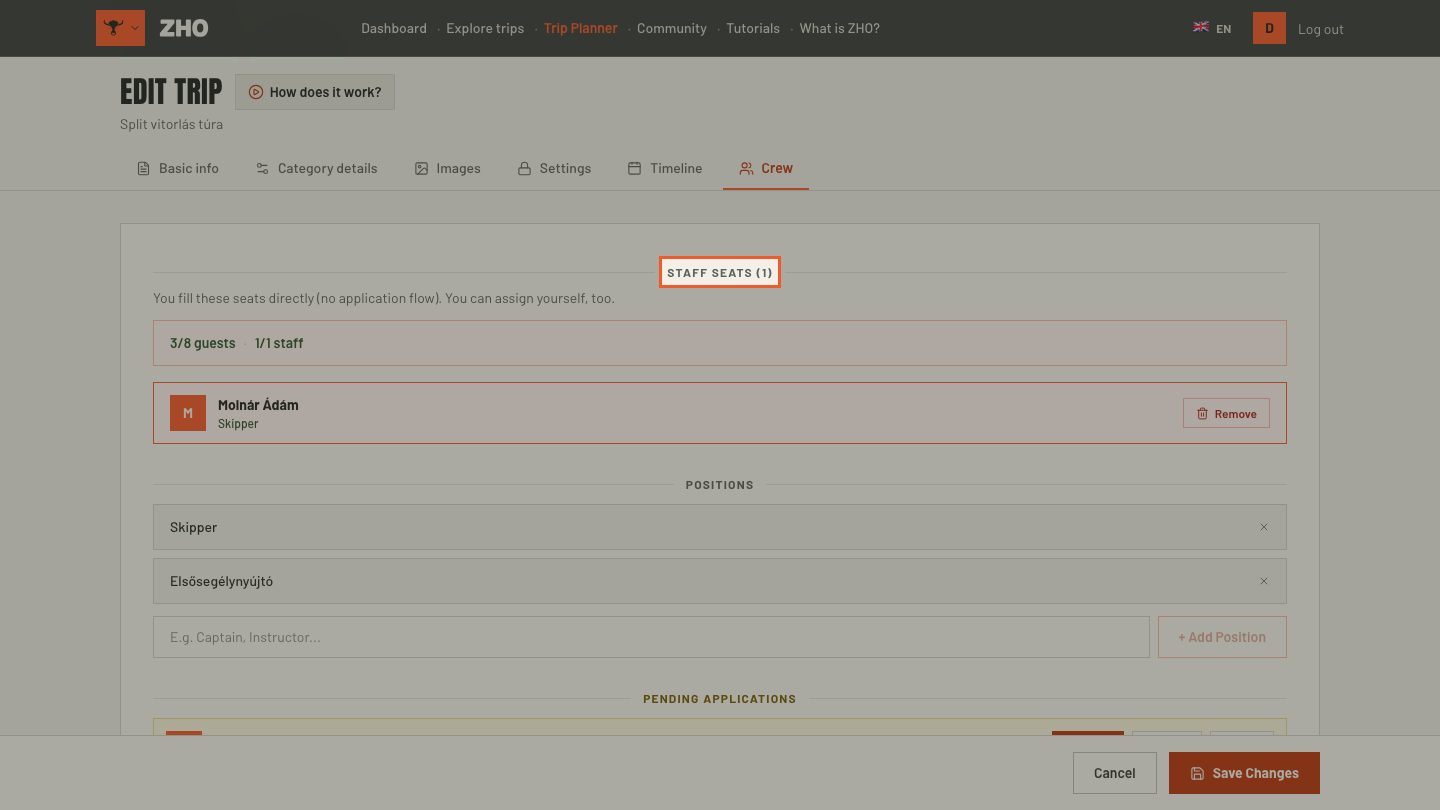 ZHO
Dashboard · Explore trips · Trip Planner · Community · Tutorials · What is ZHO?
EN
D
Log out
EDIT TRIP
How does it work?
Split vitorlás túra
Basic info
Category details
Images
Settings
Timeline
Crew
STAFF SEATS (1)
You fill these seats directly (no application flow). You can assign yourself, too.
3/8 guests · 1/1 staff
M
Molnár Ádám
Skipper
Remove
POSITIONS
Skipper
Elsősegélynyújtó
E.g. Captain, Instructor...
+ Add Position
PENDING APPLICATIONS
Cancel
Save Changes